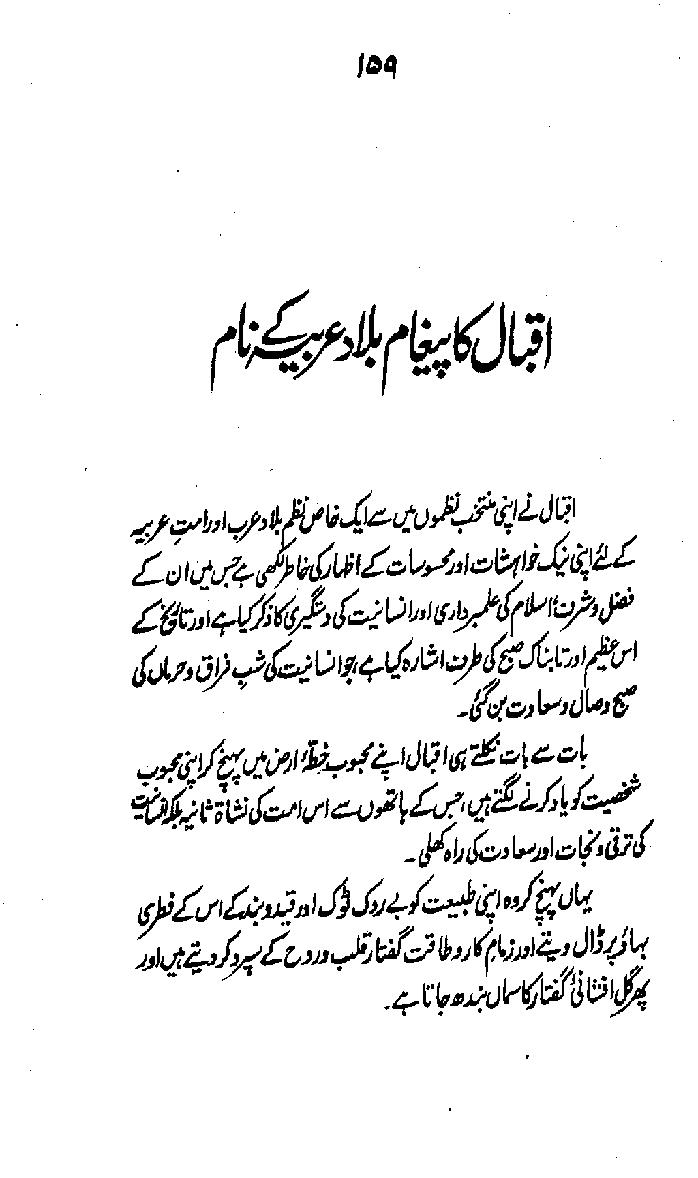 ۱۵۹
اقبال کا پیغام بلاد عربیہ کے نام
اقبال نے اپنی منتخب نظموں میں سے ایک خاص نظم بلاد عرب اور امتِ عربیہ
کے لئے اپنی نیک خواہشات اور محسوسات کے اظہار کی خاطر لکھی ہے جس میں ان کے
فضل و شرف، اسلام کی علمبرداری اور انسانیت کی دستگیری کا ذکر کیا ہے اور تاریخ کے
اس عظیم اور تابناک صبح کی طرف اشارہ کیا ہے، جو انسانیت کی شبِ فراق و حرماں کی
صبح وصال و سعادت بن گئی۔
بات سے بات نکلتے ہی اقبال اپنے محبوب خطۂ ارض میں پہنچ کر اپنی محبوب
شخصیت کو یاد کرنے لگتے ہیں، جس کے ہاتھوں سے اس امت کی نشاۃ ثانیہ بلکہ انسانیت
کی ترقی و نجات اور سعادت کی راہ کھلی۔
یہاں پہنچ کر وہ اپنی طبیعت کو بے روک ٹوک اور قید و بند کے اس کے فطری
بہاؤ پر ڈال دیتے اور زمامِ کار و طاقت گفتار قلب و روح کے سپرد کر دیتے ہیں اور
پھر گل افشانیٔ گفتار کا سماں بندھ جاتا ہے۔